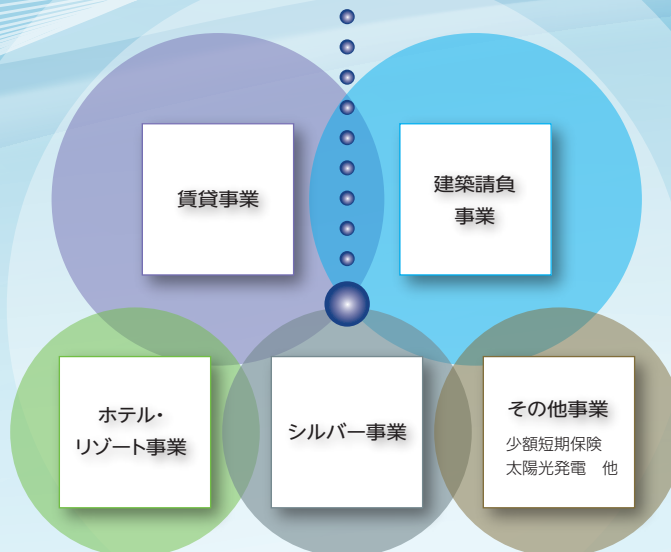 賃貸事業
建築請負
事業
ホテル・
リゾート事業
シルバー事業
その他事業
少額短期保険
太陽光発電　他